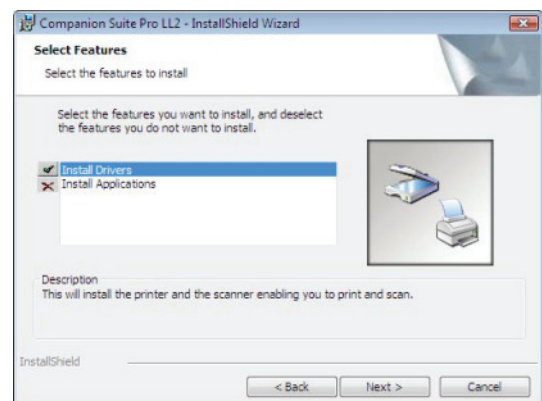 Companion Suite Pro LL2 - InstallShield Wizard
Select Features
Select the features to install
Select the features you want to install, and deselect
the features you do not want to install.
Install Drivers
Install Applications
Description
This will install the printer and the scanner enabling you to print and scan.
InstallShield
< Back
Next >
Cancel